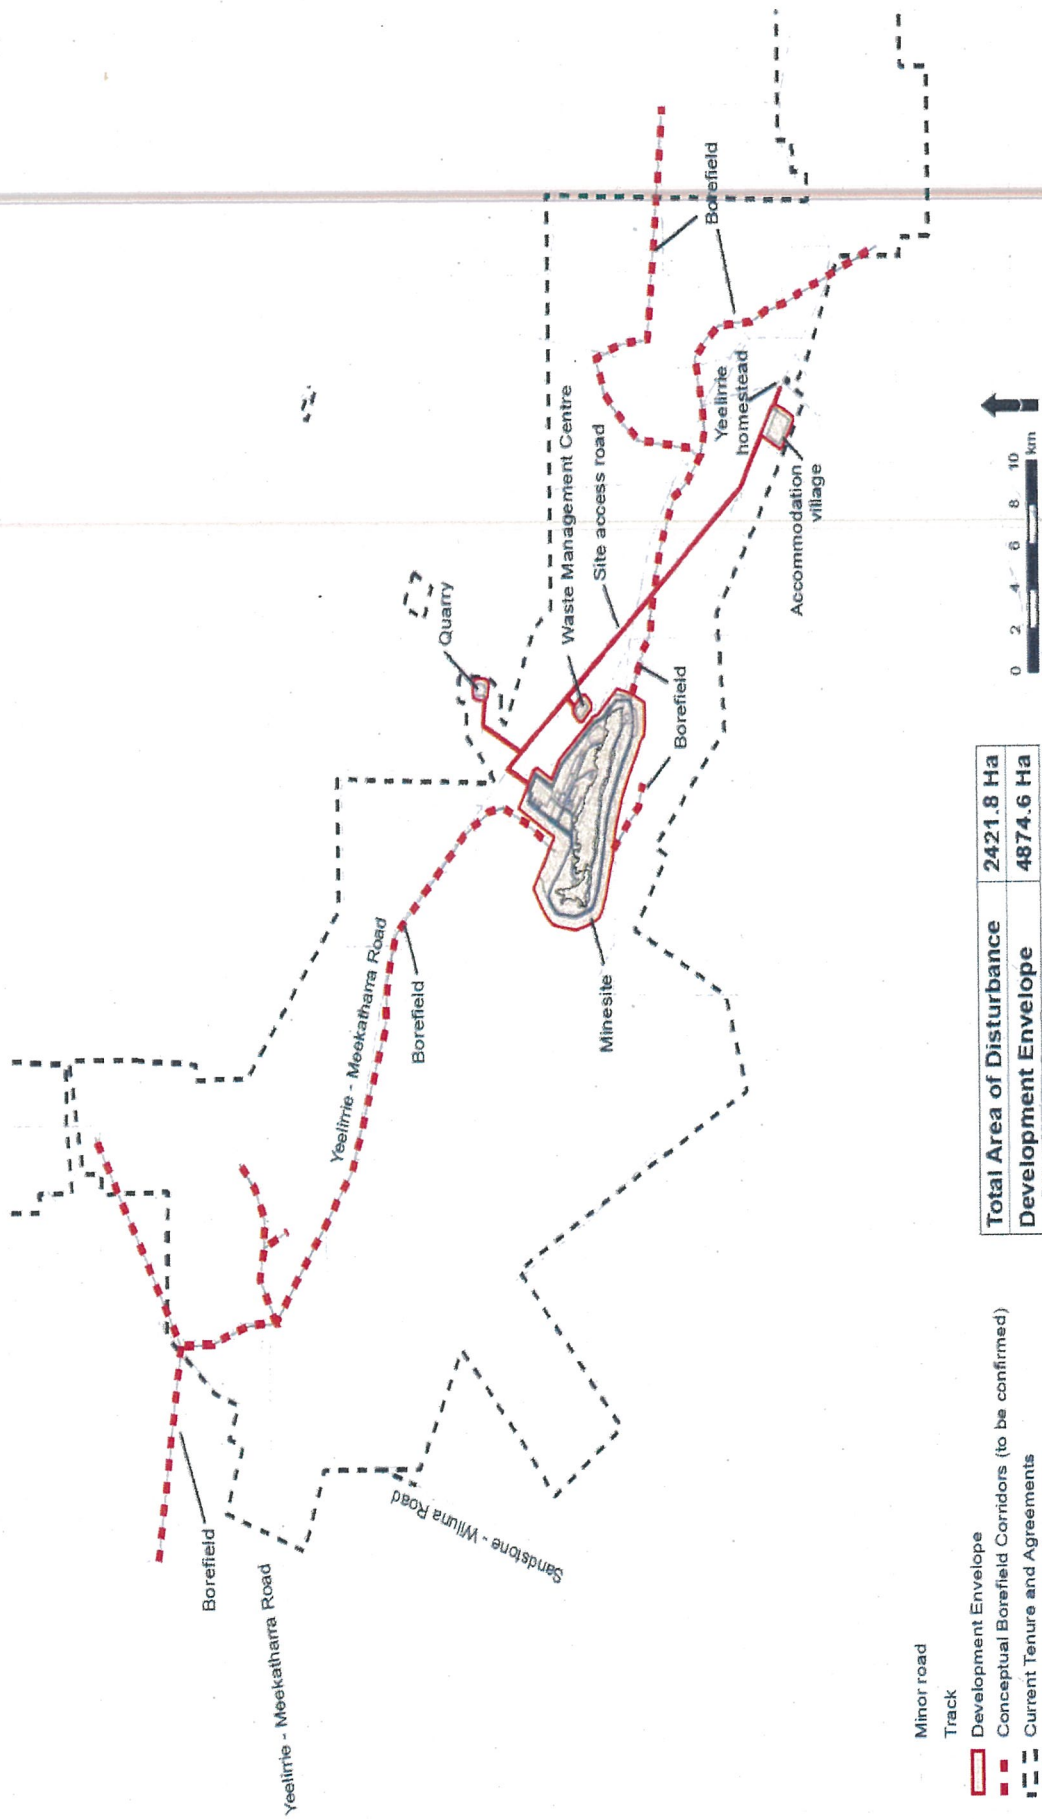 Yeelirrie - Meekatharra Road
Borefield
Sandstone - Wiluna Road
Yeelirrie - Meekatharra Road
Borefield
Minesite
Quarry
Waste Management Centre
Site access road
Borefield
Borefield
Yeelirrie
homestead
Accommodation
village
Minor road
Track
Development Envelope
Conceptual Borefield Corridors (to be confirmed)
Current Tenure and Agreements
Total Area of Disturbance 2421.8 Ha
Development Envelope 4874.6 Ha
0 2 4 6 8 10
km